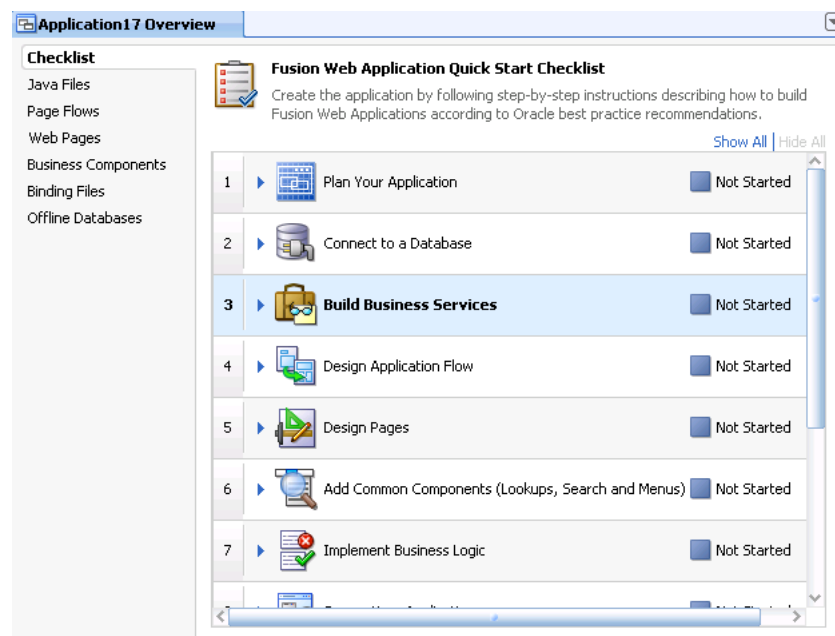 Application17 Overview
Checklist
Java Files
Page Flows
Web Pages
Business Components
Binding Files
Offline Databases
Fusion Web Application Quick Start Checklist
Create the application by following step-by-step instructions describing how to build
Fusion Web Applications according to Oracle best practice recommendations.
Show All | Hide All
1 Plan Your Application Not Started
2 Connect to a Database Not Started
3 Build Business Services Not Started
4 Design Application Flow Not Started
5 Design Pages Not Started
6 Add Common Components (Lookups, Search and Menus) Not Started
7 Implement Business Logic Not Started